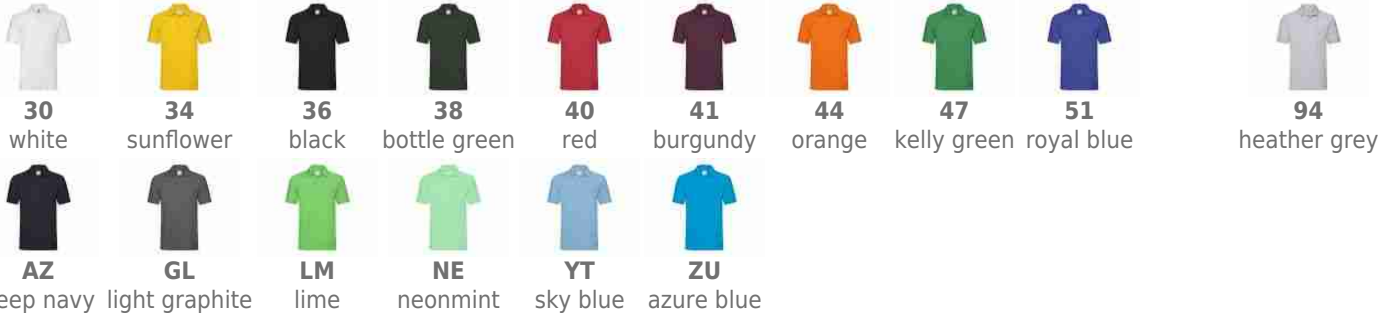 30 34 36 38 40 41 44 47 51 94
white sunflower black bottle green red burgundy orange kelly green royal blue heather grey
AZ GL LM NE YT ZU
eep navy light graphite lime neonmint sky blue azure blue